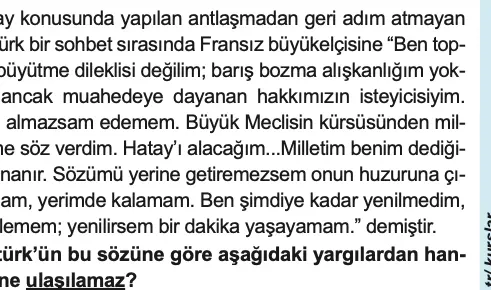 ay konusunda yapılan antlaşmadan geri adım atmayan
ürk bir sohbet sırasında Fransız büyükelçisine “Ben top-
büyütme dileklisi değilim; barış bozma alışkanlığım yok-
ancak muahedeye dayanan hakkımızın isteyicisiyim.
almazsam edemem. Büyük Meclisin kürsüsünden mil-
ne söz verdim. Hatay’ı alacağım...Milletim benim dediği-
nanır. Sözümü yerine getiremezsem onun huzuruna çı-
am, yerimde kalamam. Ben şimdiye kadar yenilmedim,
lemem; yenilirsem bir dakika yaşayamam.” demiştir.
türk’ün bu sözüne göre aşağıdaki yargılardan han-
ne ulaşılamaz?
tr/ kurslar